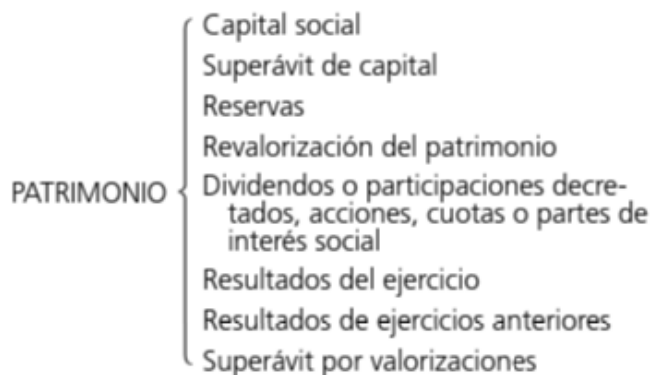 PATRIMONIO
Capital social
Superávit de capital
Reservas
Revalorización del patrimonio
Dividendos o participaciones decre-
tados, acciones, cuotas o partes de
interés social
Resultados del ejercicio
Resultados de ejercicios anteriores
Superávit por valorizaciones